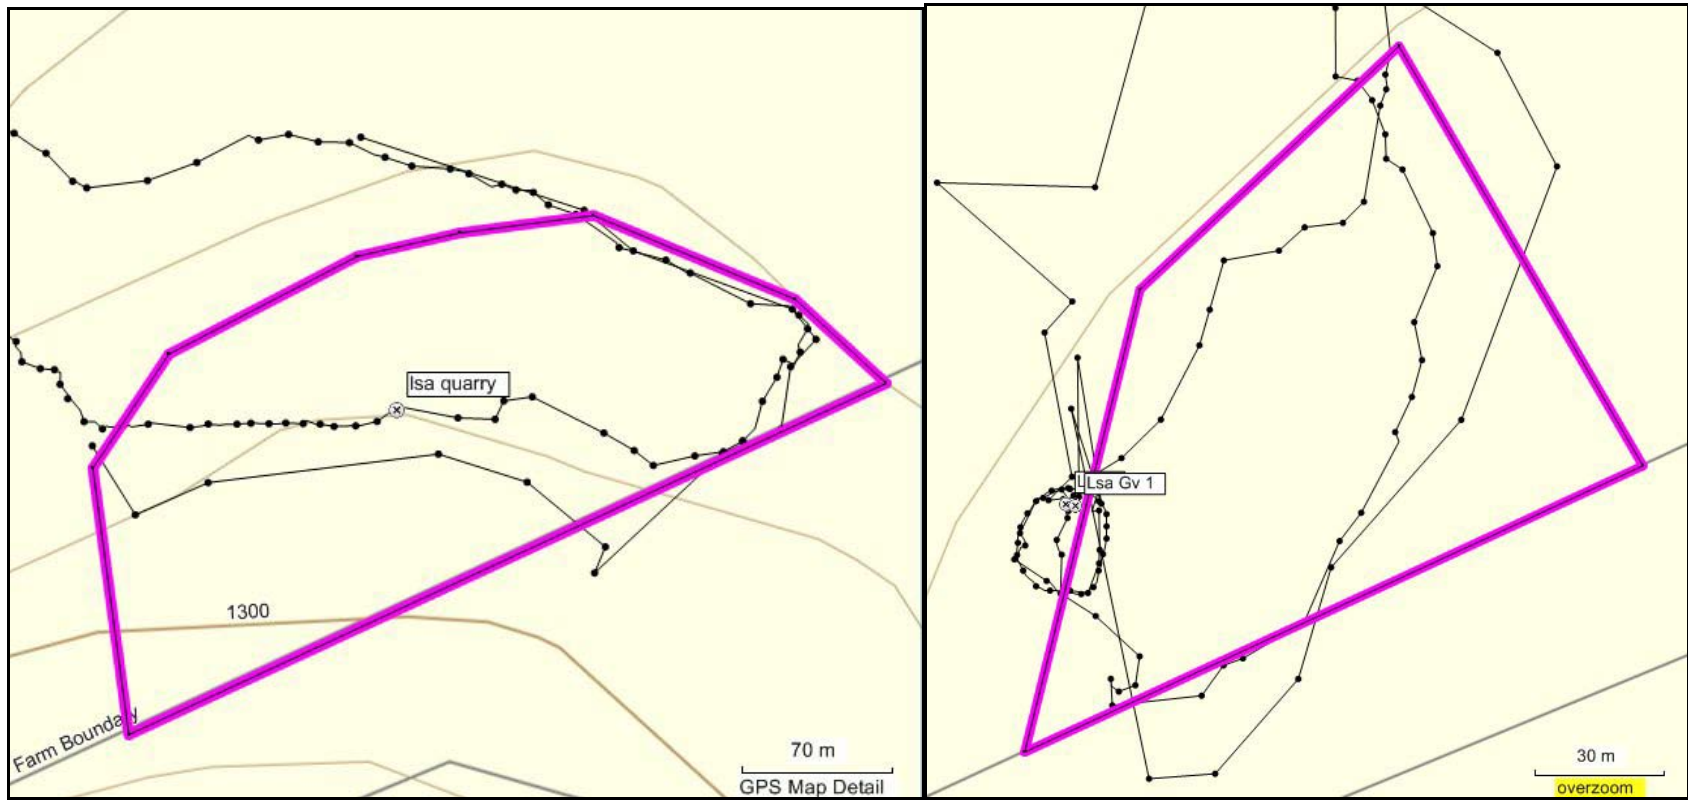 lsa quarry
1300
Farm Boundary
70 m
GPS Map Detail
L
Lsa Gv 1
30 m
overzoom